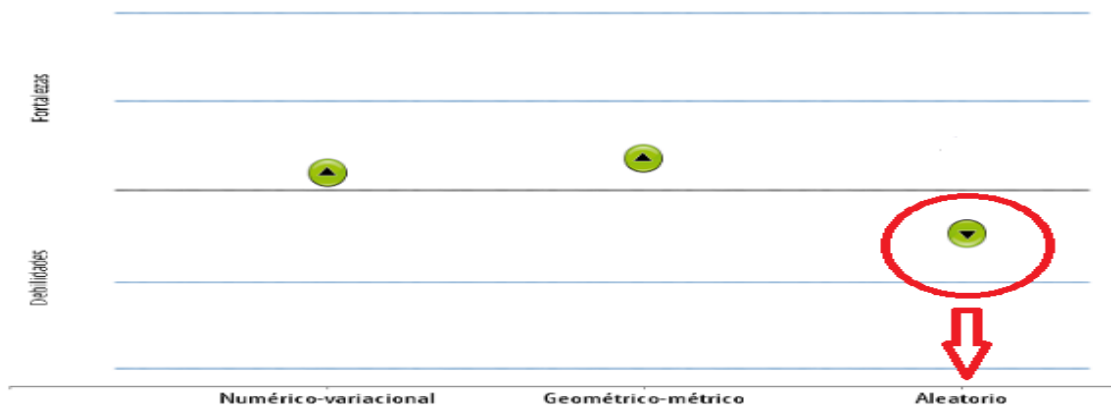 Fortalezas
Debilidades
Numérico-variacional
Geométrico-métrico
Aleatorio